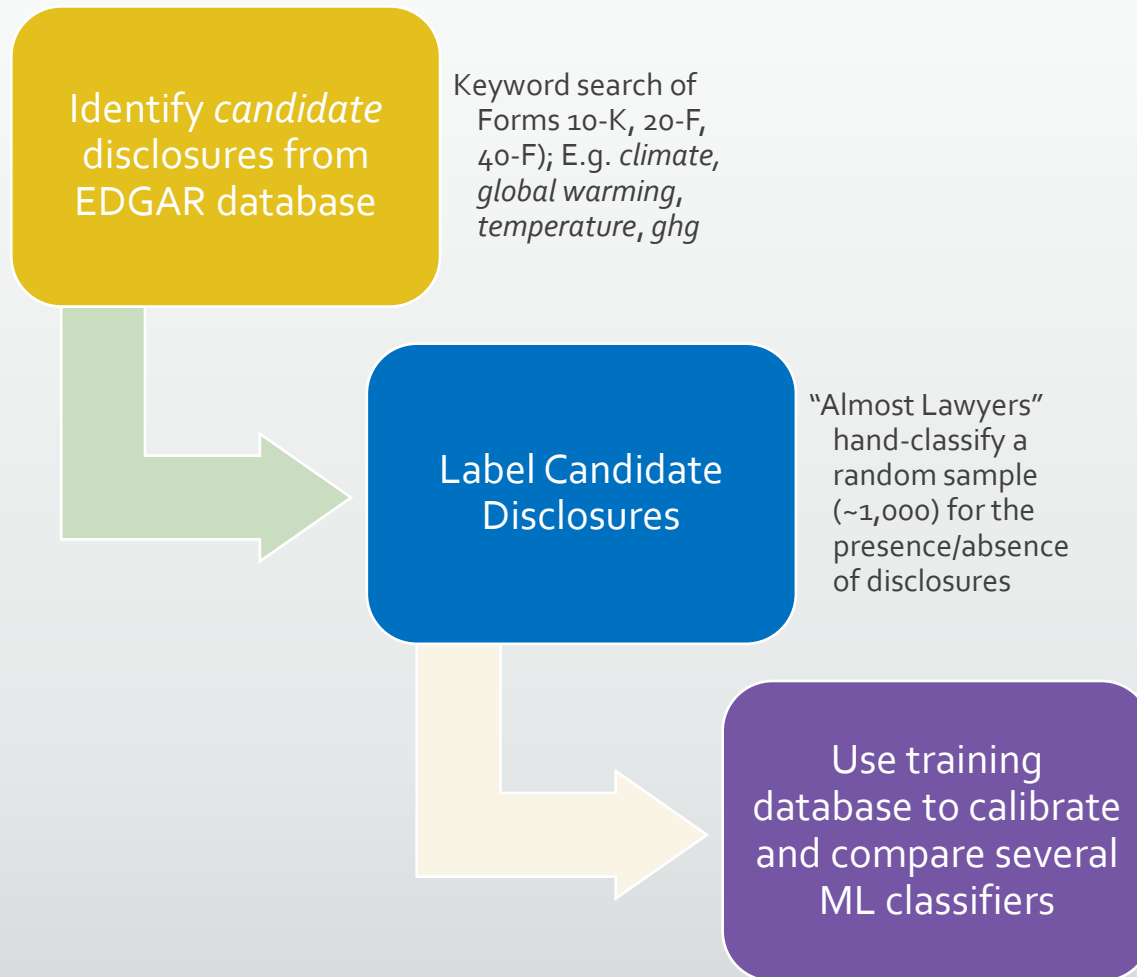 Identify candidate
disclosures from
EDGAR database
Keyword search of
Forms 10-K, 20-F,
40-F); E.g. climate,
global warming,
temperature, ghg
Label Candidate
Disclosures
“Almost Lawyers”
hand-classify a
random sample
(~1,000) for the
presence/absence
of disclosures
Use training
database to calibrate
and compare several
ML classifiers